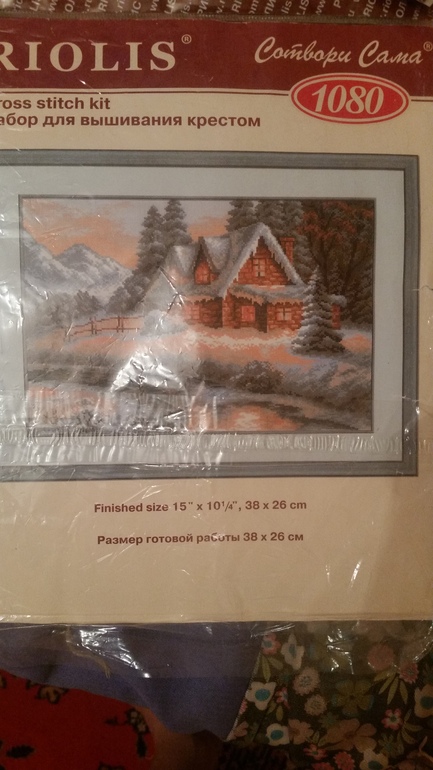 RIOLIS®
Сотвори Сама®
ross stitch kit
1080
абор для вышивания крестом
Finished size 15" x 10¼", 38 x 26 cm
Размер готовой работы 38 x 26 см